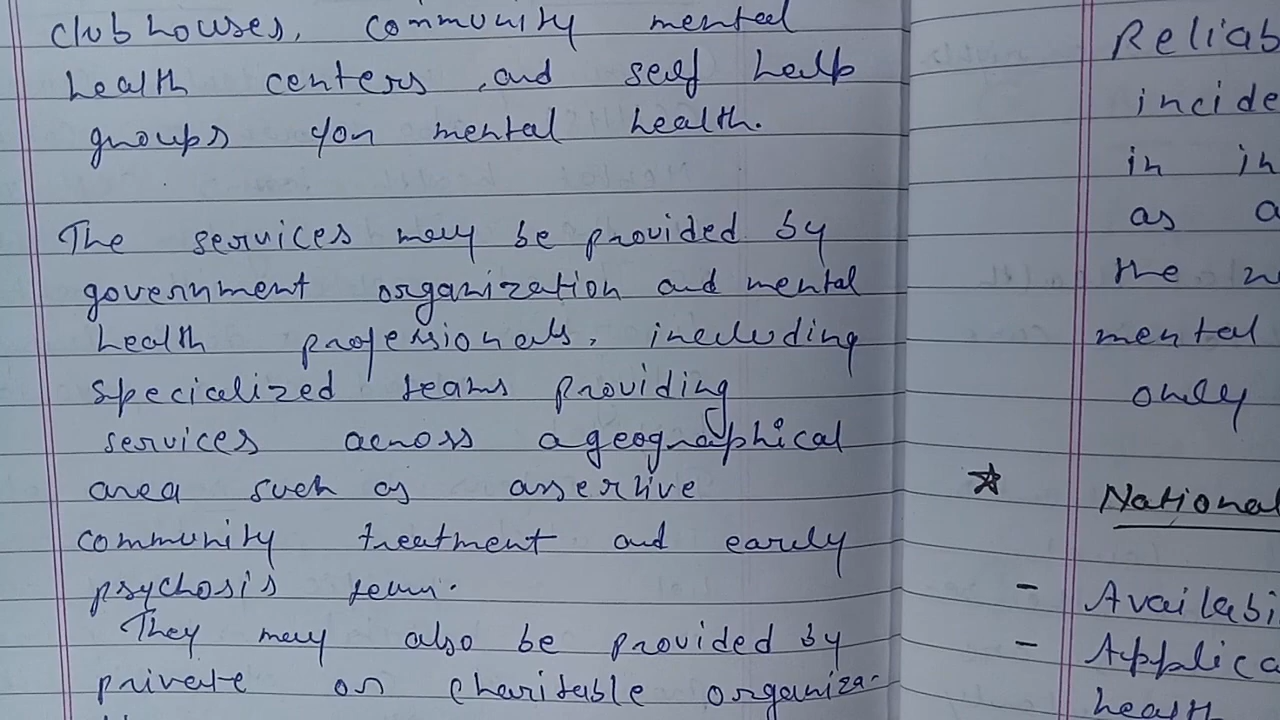 clubhouses, community mental
health centers, and self help
groups for mental health.
The services may be provided by
government organization and mental
health professionals, including
specialized teams providing
services across a geographical
area such as assertive
community treatment and early
psychosis team.
They may also be provided by
private or charitable organiza-
Reliab
incide
in in
as a
the
mental
only
☆ National
- Availabi
- Applica
health